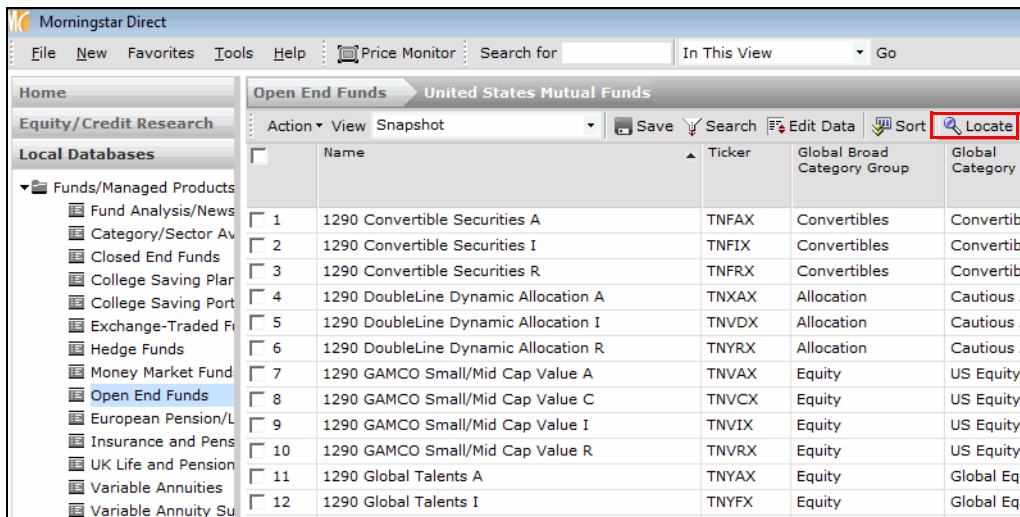 Morningstar Direct
File New Favorites Tools Help Price Monitor Search for In This View Go
Home
Equity/Credit Research
Local Databases
Funds/Managed Products
Fund Analysis/News
Category/Sector Av
Closed End Funds
College Saving Plan
College Saving Port
Exchange-Traded F
Hedge Funds
Money Market Fund
Open End Funds
European Pension/L
Insurance and Pens
UK Life and Pension
Variable Annuities
Variable Annuity Su
Open End Funds United States Mutual Funds
Action View Snapshot Save Search Edit Data Sort Locate
Name Ticker Global Broad Category Group Global Category
1 1290 Convertible Securities A TNFAX Convertibles Convertib
2 1290 Convertible Securities I TNFIX Convertibles Convertib
3 1290 Convertible Securities R TNFRX Convertibles Convertib
4 1290 DoubleLine Dynamic Allocation A TNXAX Allocation Cautious
5 1290 DoubleLine Dynamic Allocation I TNVDX Allocation Cautious
6 1290 DoubleLine Dynamic Allocation R TNYRX Allocation Cautious
7 1290 GAMCO Small/Mid Cap Value A TNVAX Equity US Equity
8 1290 GAMCO Small/Mid Cap Value C TNVCX Equity US Equity
9 1290 GAMCO Small/Mid Cap Value I TNVIX Equity US Equity
10 1290 GAMCO Small/Mid Cap Value R TNVRX Equity US Equity
11 1290 Global Talents A TNYAX Equity Global Eq
12 1290 Global Talents I TNYFX Equity Global Eq